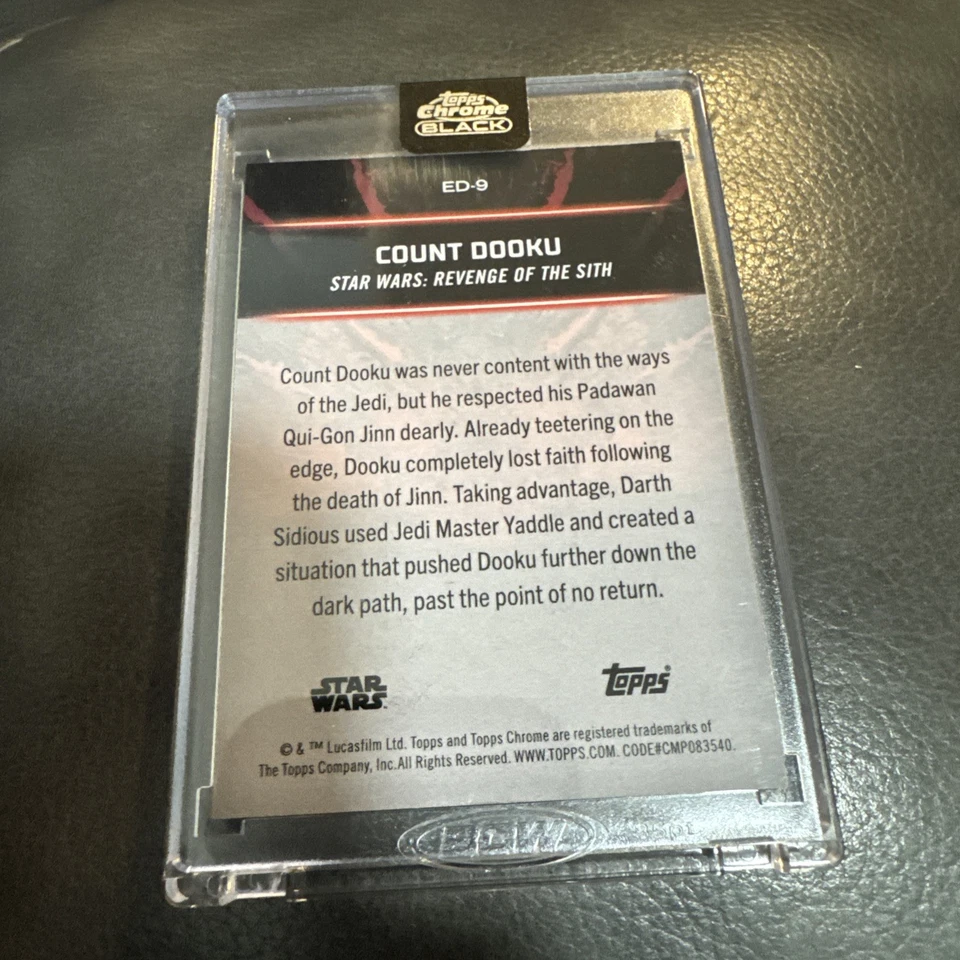 Topps
Chrome
BLACK
ED-9
COUNT DOOKU
STAR WARS: REVENGE OF THE SITH
Count Dooku was never content with the ways
of the Jedi, but he respected his Padawan
Qui-Gon Jinn dearly. Already teetering on the
edge, Dooku completely lost faith following
the death of Jinn. Taking advantage, Darth
Sidious used Jedi Master Yaddle and created a
situation that pushed Dooku further down the
dark path, past the point of no return.
STAR
WARS
Topps®
© & ™ Lucasfilm Ltd. Topps and Topps Chrome are registered trademarks of
The Topps Company, Inc.All Rights Reserved. WWW.TOPPS.COM. CODE#CMP083540.